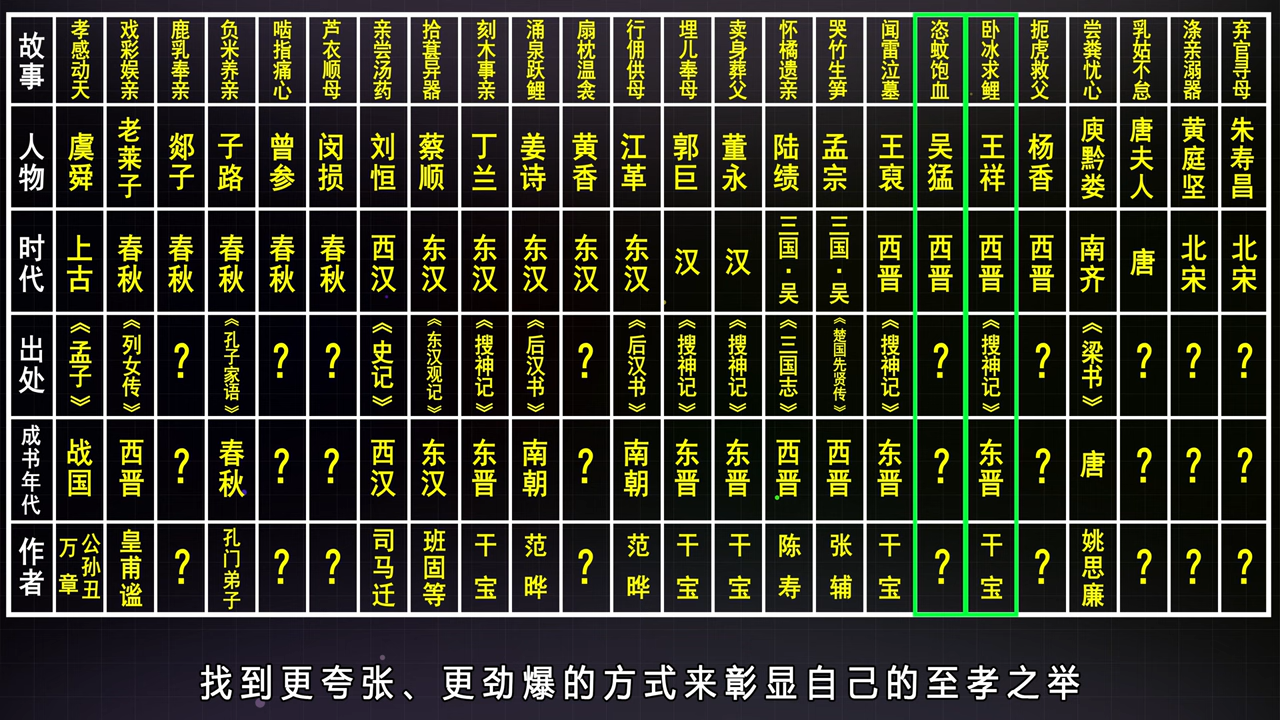 故事 孝感动天 戏彩娱亲 鹿乳奉亲 负米养亲 啮指痛心 芦衣顺母 亲尝汤药 拾葚异器 刻木事亲 涌泉跃鲤 扇枕温衾 行佣供母 埋儿奉母 卖身葬父 怀橘遗亲 哭竹生笋 闻雷泣墓 恣蚊饱血 卧冰求鲤 扼虎救父 尝粪忧心 乳姑不怠 涤亲溺器 弃官寻母
人物 虞舜 老莱子 郯子 子路 曾参 闵损 刘恒 蔡顺 丁兰 姜诗 黄香 江革 郭巨 董永 陆绩 孟宗 王裒 吴猛 王祥 杨香 庾黔娄 唐夫人 黄庭坚 朱寿昌
时代 上古 春秋 春秋 春秋 春秋 春秋 西汉 东汉 东汉 东汉 东汉 东汉 汉 汉 三国·吴 三国·吴 西晋 西晋 西晋 西晋 南齐 唐 北宋 北宋
出处 《孟子》 《列女传》 ? 《孔子家语》 ? ? 《史记》 《东汉观记》 《搜神记》 《后汉书》 ? 《后汉书》 《搜神记》 《搜神记》 《三国志》 《楚国先贤传》 《搜神记》 ? 《搜神记》 ? 《梁书》 ? ? ?
成书年代 战国 西晋 ? 春秋 ? ? 西汉 东汉 东晋 南朝 ? 南朝 东晋 东晋 西晋 西晋 东晋 ? 东晋 ? 唐 ? ? ?
作者 公孙丑 万章 皇甫谧 ? 孔门弟子 ? ? 司马迁 班固等 干宝 范晔 ? 范晔 干宝 干宝 陈寿 张辅 干宝 ? 干宝 ? 姚思廉 ? ? ?
找到更夸张、更劲爆的方式来彰显自己的至孝之举